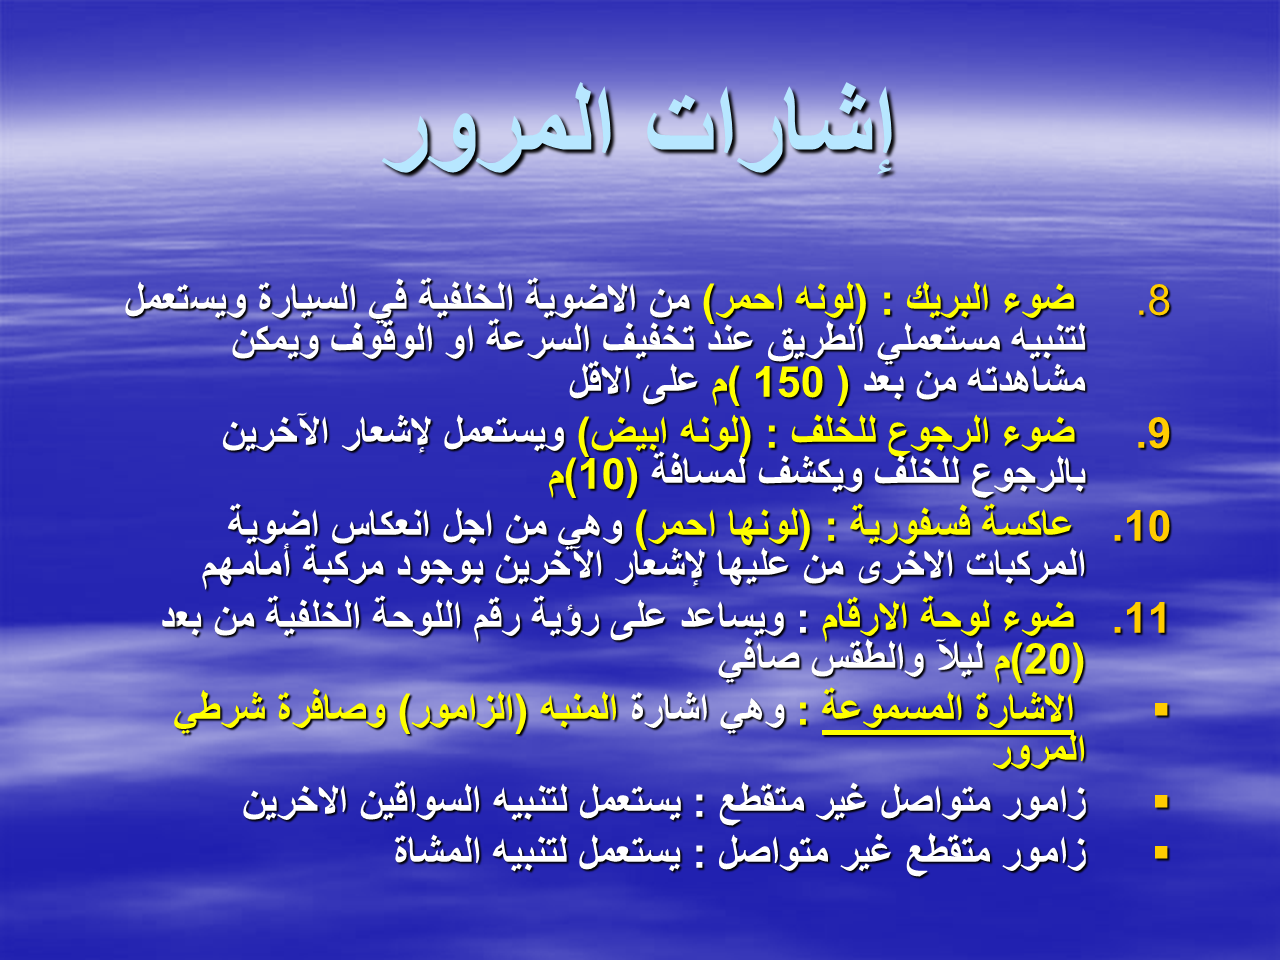 إشارات المرور
8. ضوء البريك : (لونه احمر) من الاضوية الخلفية في السيارة ويستعمل
لتنبيه مستعملي الطريق عند تخفيف السرعة او الوقوف ويمكن
مشاهدته من بعد ( 150 )م على الاقل
9. ضوء الرجوع للخلف : (لونه ابيض) ويستعمل لإشعار الآخرين
بالرجوع للخلف ويكشف لمسافة (10)م
10. عاكسة فسفورية : (لونها احمر) وهي من اجل انعكاس اضوية
المركبات الاخرى من عليها لإشعار الآخرين بوجود مركبة أمامهم
11. ضوء لوحة الارقام : ويساعد على رؤية رقم اللوحة الخلفية من بعد
(20)م ليلآ والطقس صافي
▪ الاشارة المسموعة : وهي اشارة المنبه (الزامور) وصافرة شرطي
المرور
▪ زامور متواصل غير متقطع : يستعمل لتنبيه السواقين الاخرين
▪ زامور متقطع غير متواصل : يستعمل لتنبيه المشاة